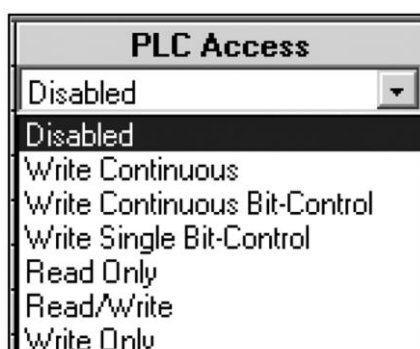 PLC Access
Disabled
Disabled
Write Continuous
Write Continuous Bit-Control
Write Single Bit-Control
Read Only
Read/Write
Write Only